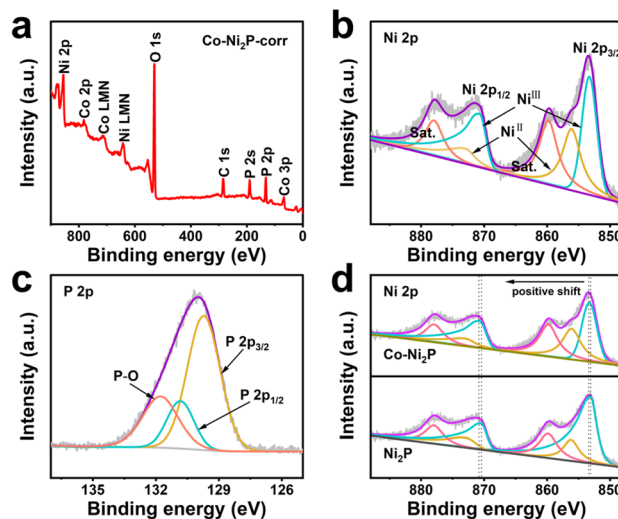 a
Co-Ni₂P-corr
Intensity (a.u.)
Ni 2p
Co 2p
Co LMN
Ni LMN
O 1s
C 1s
P 2s
P 2p
Co 3p
800 600 400 200 0
Binding energy (eV)
b
Ni 2p
Ni 2p3/2
Ni 2p1/2
Niᴵᴵᴵ
Niᴵᴵ
Sat.
Sat.
Intensity (a.u.)
880 870 860 850
Binding energy (eV)
c
P 2p
P 2p3/2
P-O
P 2p1/2
Intensity (a.u.)
135 132 129 126
Binding energy (eV)
d
Ni 2p
positive shift
Co-Ni₂P
Ni₂P
Intensity (a.u.)
880 870 860 850
Binding energy (eV)